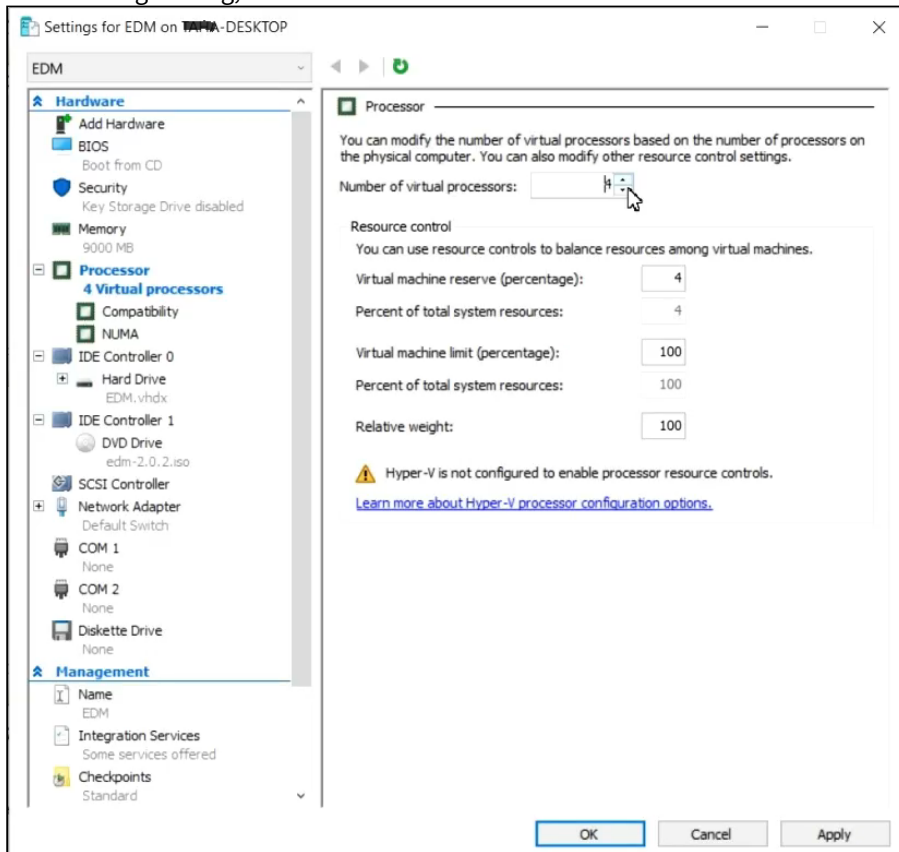 Settings for EDM on -DESKTOP
EDM
Hardware
Add Hardware
BIOS
Boot from CD
Security
Key Storage Drive disabled
Memory
9000 MB
Processor
4 Virtual processors
Compatibility
NUMA
IDE Controller 0
Hard Drive
EDM.vhdx
IDE Controller 1
DVD Drive
edm-2.0.2.iso
SCSI Controller
Network Adapter
Default Switch
COM 1
None
COM 2
None
Diskette Drive
None
Management
Name
EDM
Integration Services
Some services offered
Checkpoints
Standard
Processor
You can modify the number of virtual processors based on the number of processors on
the physical computer. You can also modify other resource control settings.
Number of virtual processors: 4
Resource control
You can use resource controls to balance resources among virtual machines.
Virtual machine reserve (percentage): 4
Percent of total system resources: 4
Virtual machine limit (percentage): 100
Percent of total system resources: 100
Relative weight: 100
Hyper-V is not configured to enable processor resource controls.
Learn more about Hyper-V processor configuration options.
OK Cancel Apply